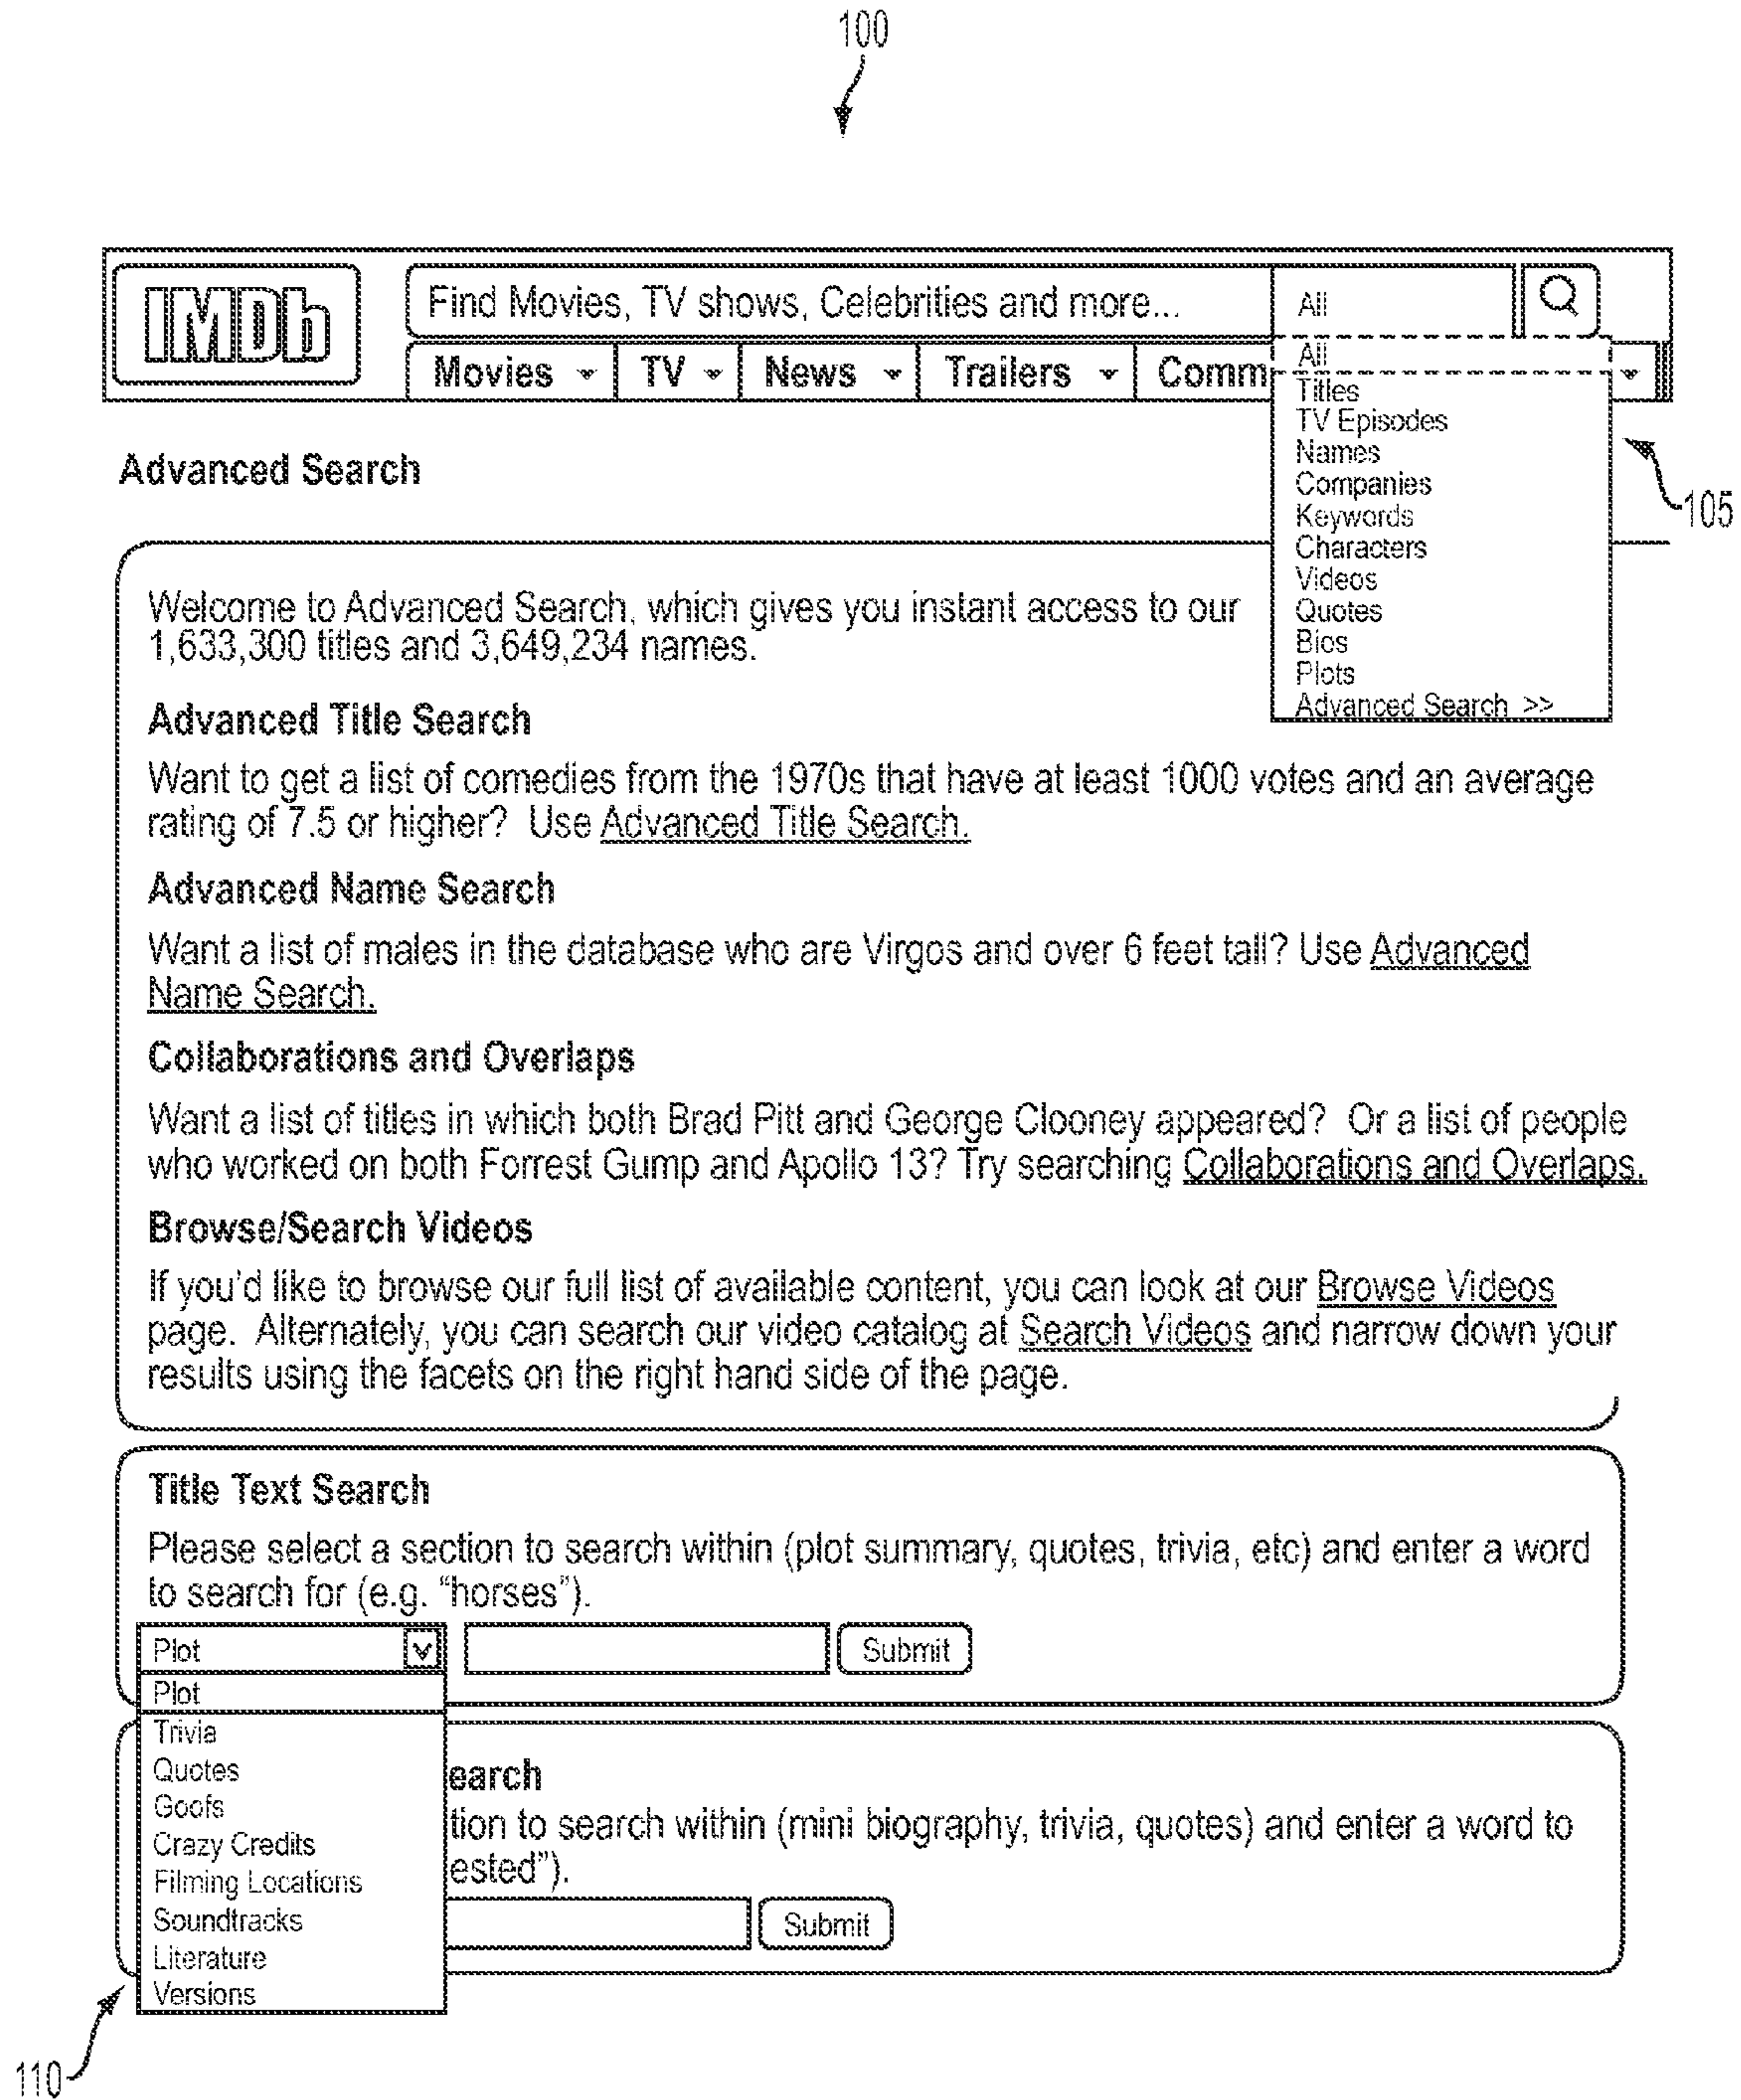 100
IMDb
Find Movies, TV shows, Celebrities and more...
All
Movies
TV
News
Trailers
Comm
All
Titles
TV Episodes
Names
Companies
Keywords
Characters
Videos
Quotes
Bios
Plots
Advanced Search >>
105
Advanced Search
Welcome to Advanced Search, which gives you instant access to our
1,633,300 titles and 3,649,234 names.
Advanced Title Search
Want to get a list of comedies from the 1970s that have at least 1000 votes and an average
rating of 7.5 or higher? Use Advanced Title Search.
Advanced Name Search
Want a list of males in the database who are Virgos and over 6 feet tall? Use Advanced
Name Search.
Collaborations and Overlaps
Want a list of titles in which both Brad Pitt and George Clooney appeared? Or a list of people
who worked on both Forrest Gump and Apollo 13? Try searching Collaborations and Overlaps.
Browse/Search Videos
If you'd like to browse our full list of available content, you can look at our Browse Videos
page. Alternately, you can search our video catalog at Search Videos and narrow down your
results using the facets on the right hand side of the page.
Title Text Search
Please select a section to search within (plot summary, quotes, trivia, etc) and enter a word
to search for (e.g. “horses”).
Plot
Submit
Plot
Trivia
Quotes
Goofs
Crazy Credits
Filming Locations
Soundtracks
Literature
Versions
earch
tion to search within (mini biography, trivia, quotes) and enter a word to
ested”).
Submit
110